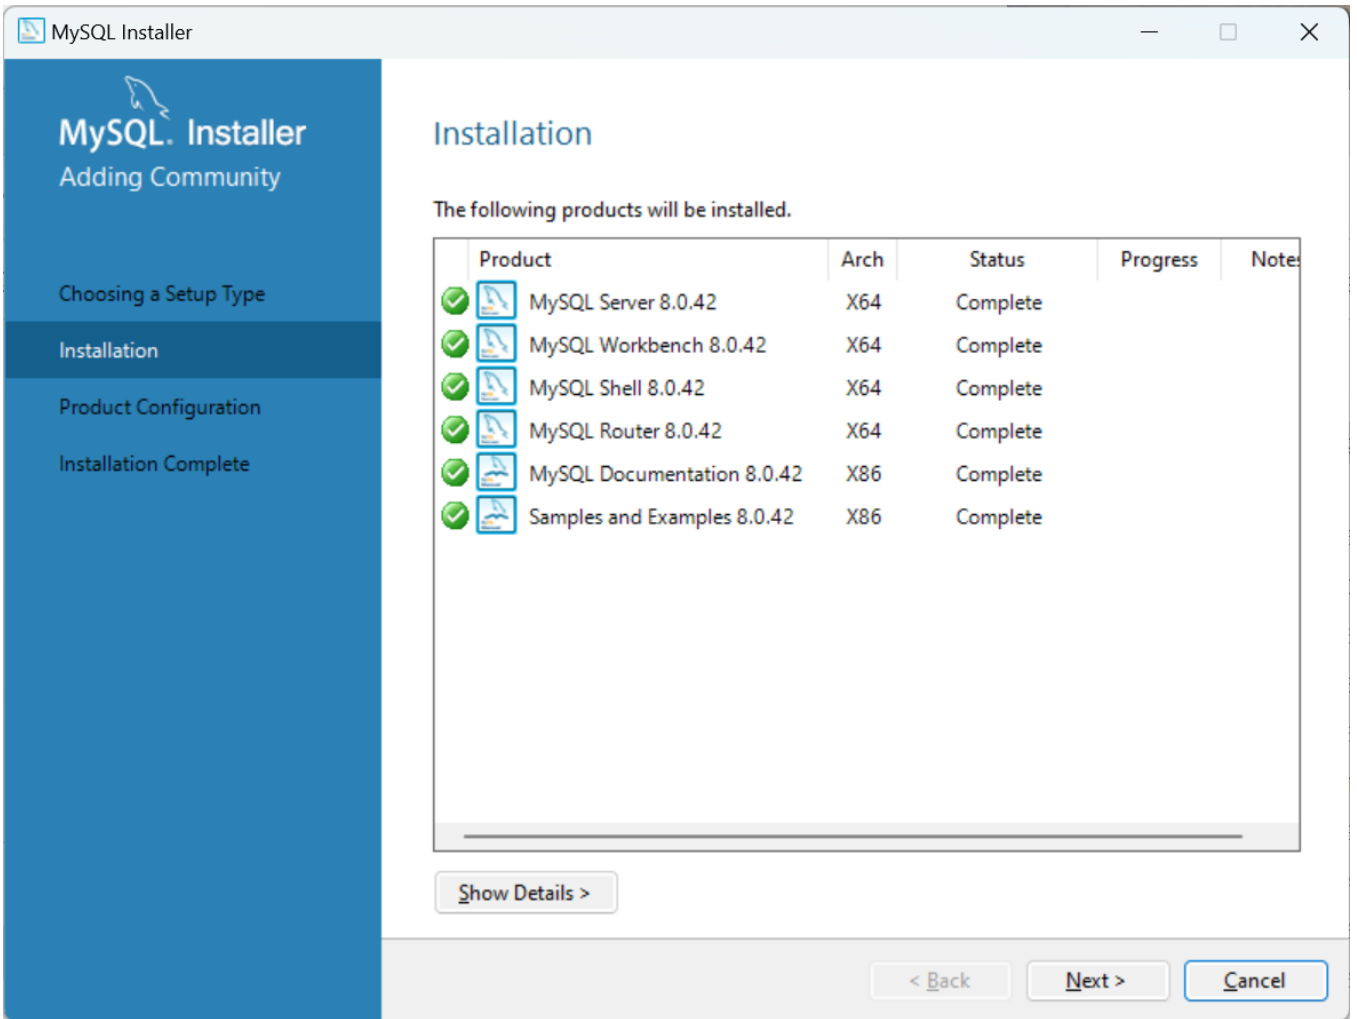 MySQL Installer
MySQL. Installer
Adding Community
Choosing a Setup Type
Installation
Product Configuration
Installation Complete
Installation
The following products will be installed.
Product Arch Status Progress Notes
MySQL Server 8.0.42 X64 Complete
MySQL Workbench 8.0.42 X64 Complete
MySQL Shell 8.0.42 X64 Complete
MySQL Router 8.0.42 X64 Complete
MySQL Documentation 8.0.42 X86 Complete
Samples and Examples 8.0.42 X86 Complete
Show Details >
< Back Next > Cancel